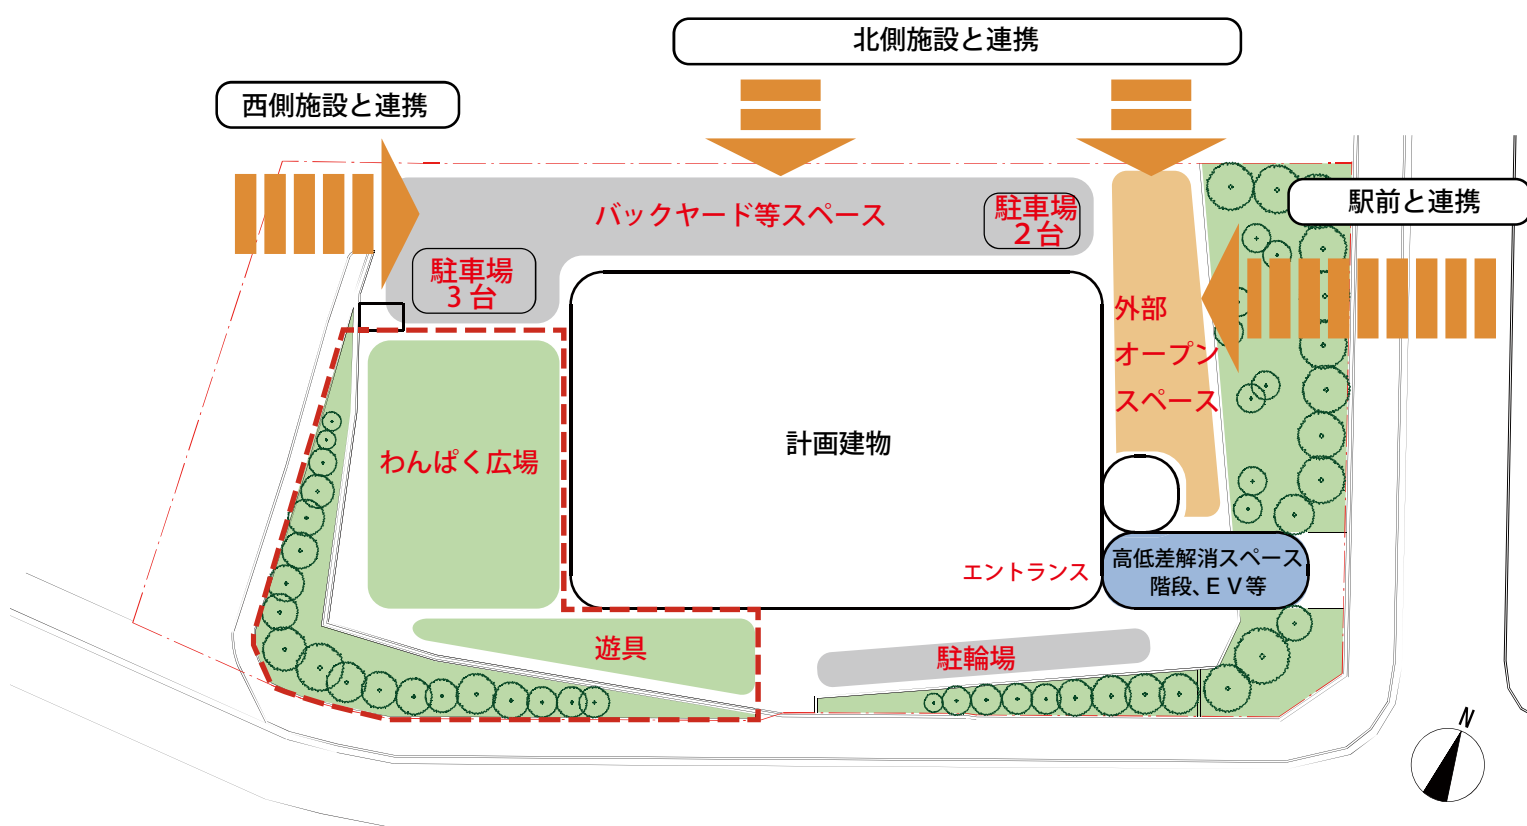 北側施設と連携
西側施設と連携
駅前と連携
バックヤード等スペース
駐車場
２台
駐車場
３台
外部
オープン
スペース
計画建物
わんぱく広場
エントランス
高低差解消スペース
階段、ＥＶ等
遊具
駐輪場
N